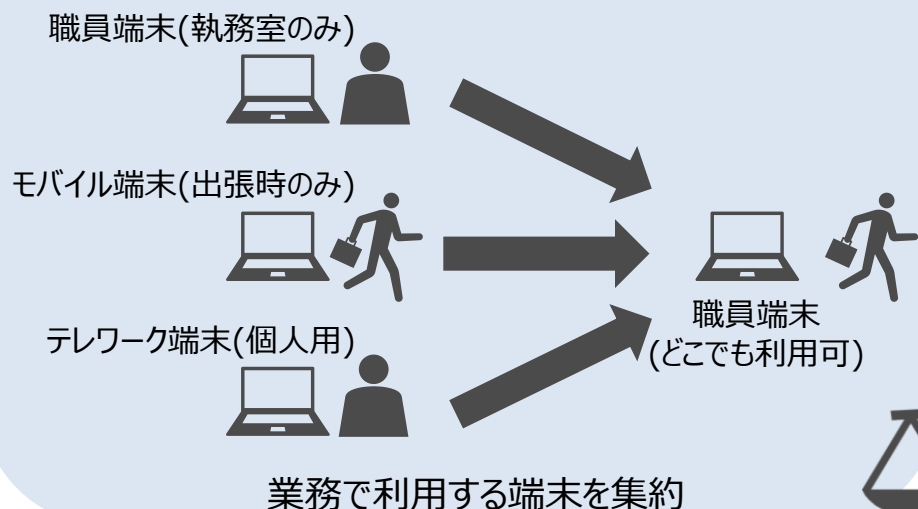 職員端末(執務室のみ)
モバイル端末(出張時のみ)
テレワーク端末(個人用)
職員端末
(どこでも利用可)
業務で利用する端末を集約